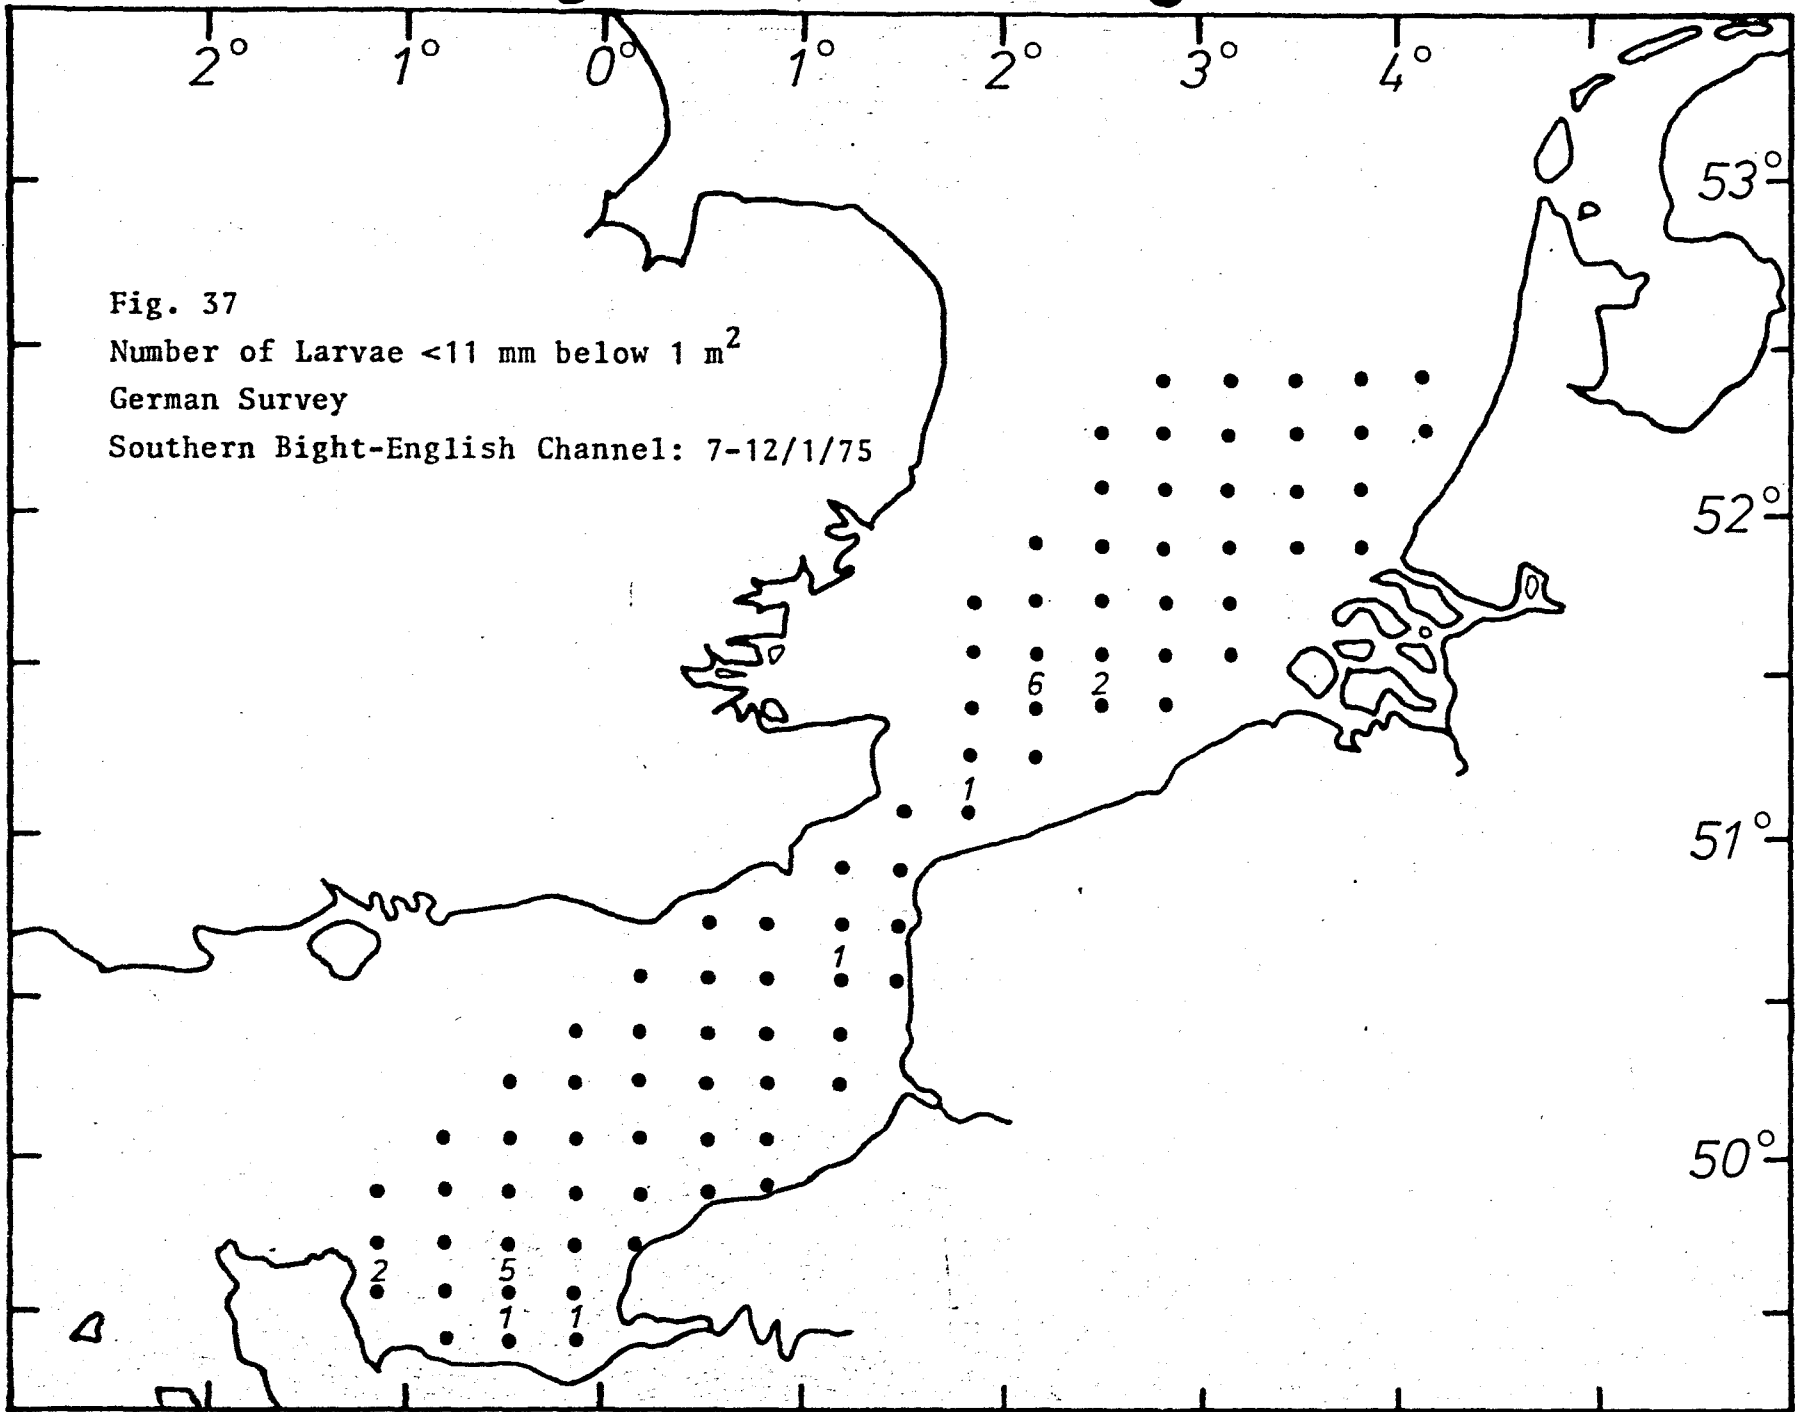 2° 1° 0° 1° 2° 3° 4°
53°
Fig. 37
Number of Larvae <11 mm below 1 m²
German Survey
Southern Bight-English Channel: 7-12/1/75
52°
6 2
1
51°
1
50°
2 5
1 1